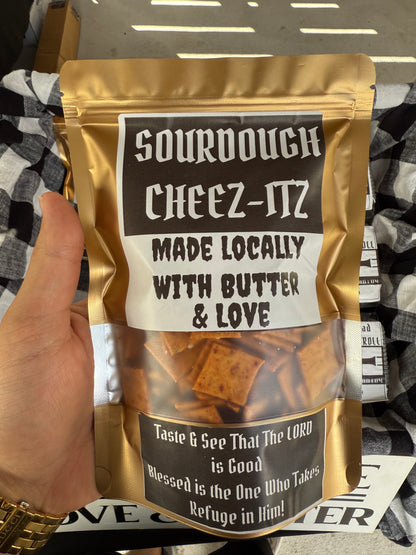 SOURDOUGH
CHEEZ-ITZ
MADE LOCALLY
WITH BUTTER
& LOVE
Taste & See That The LORD
is Good
Blessed is the One Who Takes
Refuge in Him!